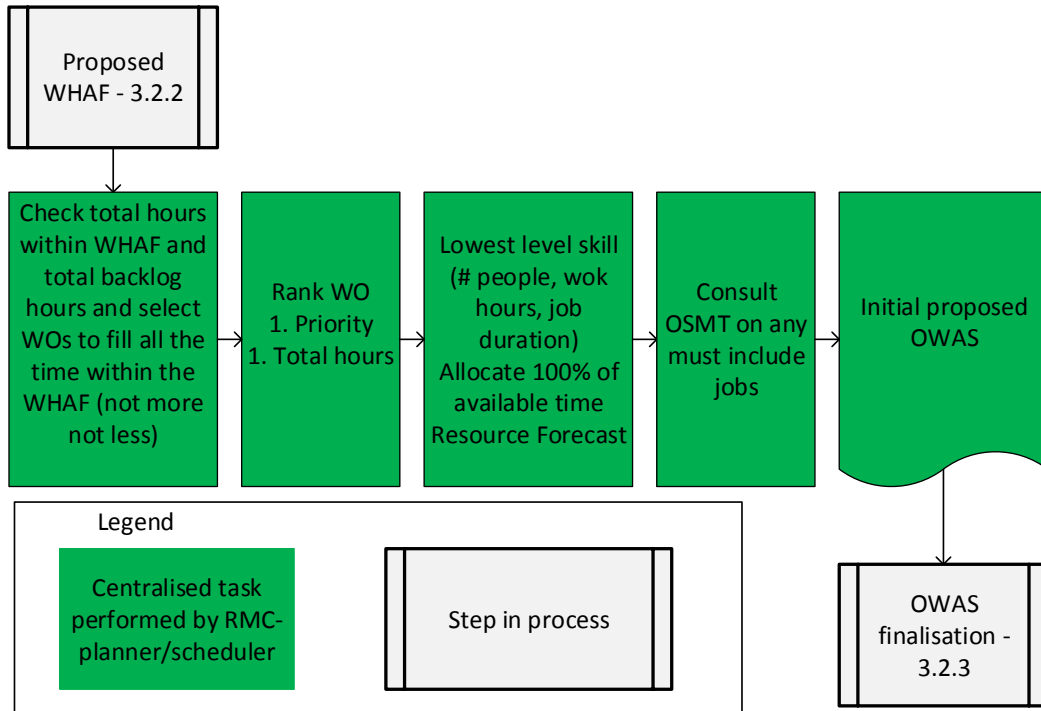 Proposed
WHAF - 3.2.2
Check total hours
within WHAF and
total backlog
hours and select
WOs to fill all the
time within the
WHAF (not more
not less)
Rank WO
1. Priority
1. Total hours
Lowest level skill
(# people, wok
hours, job
duration)
Allocate 100% of
available time
Resource Forecast
Consult
OSMT on any
must include
jobs
Initial proposed
OWAS
Legend
Centralised task
performed by RMC-
planner/scheduler
Step in process
OWAS
finalisation -
3.2.3